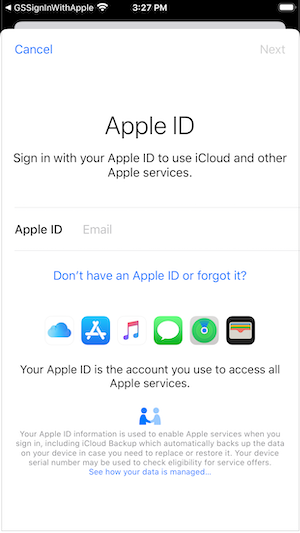 GSSignInWithApple 3:27 PM
Cancel Next
Apple ID
Sign in with your Apple ID to use iCloud and other
Apple services.
Apple ID Email
Don't have an Apple ID or forgot it?
Your Apple ID is the account you use to access all
Apple services.
Your Apple ID information is used to enable Apple services when you
sign in, including iCloud Backup which automatically backs up the data
on your device in case you need to replace or restore it. Your device
serial number may be used to check eligibility for service offers.
See how your data is managed...